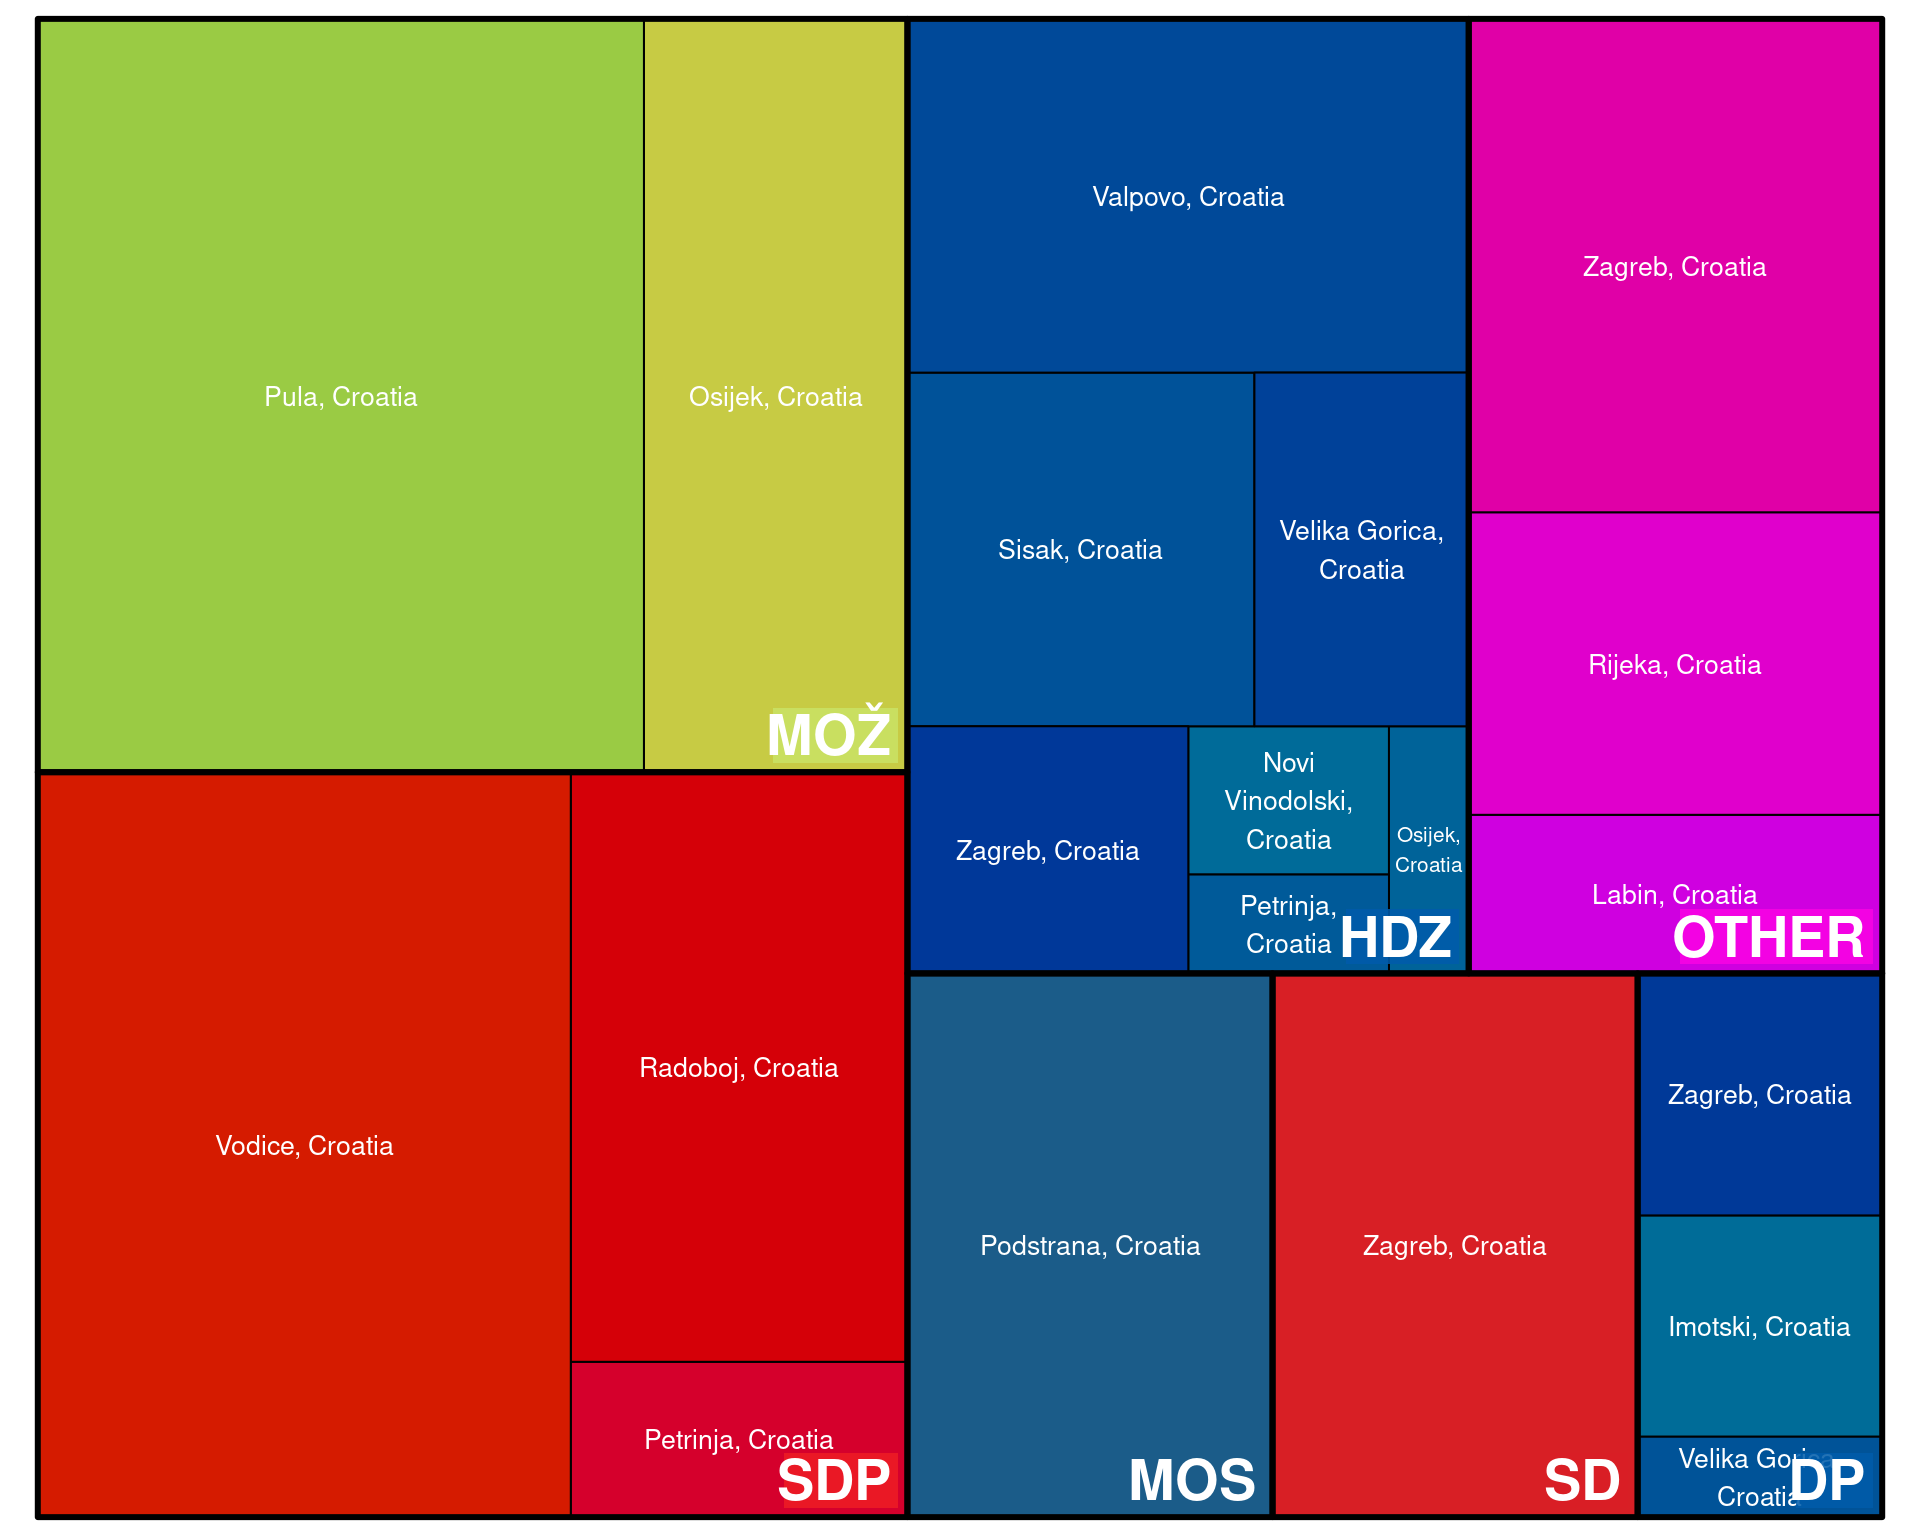 Pula, Croatia
Osijek, Croatia
MOŽ
Vodice, Croatia
Radoboj, Croatia
Petrinja, Croatia
SDP
Valpovo, Croatia
Sisak, Croatia
Velika Gorica,
Croatia
Zagreb, Croatia
Novi
Vinodolski,
Croatia
Petrinja,
Croatia
Osijek,
Croatia
HDZ
Zagreb, Croatia
Rijeka, Croatia
Labin, Croatia
OTHER
Podstrana, Croatia
MOS
Zagreb, Croatia
SD
Zagreb, Croatia
Imotski, Croatia
Velika Gorica,
Croatia
DP